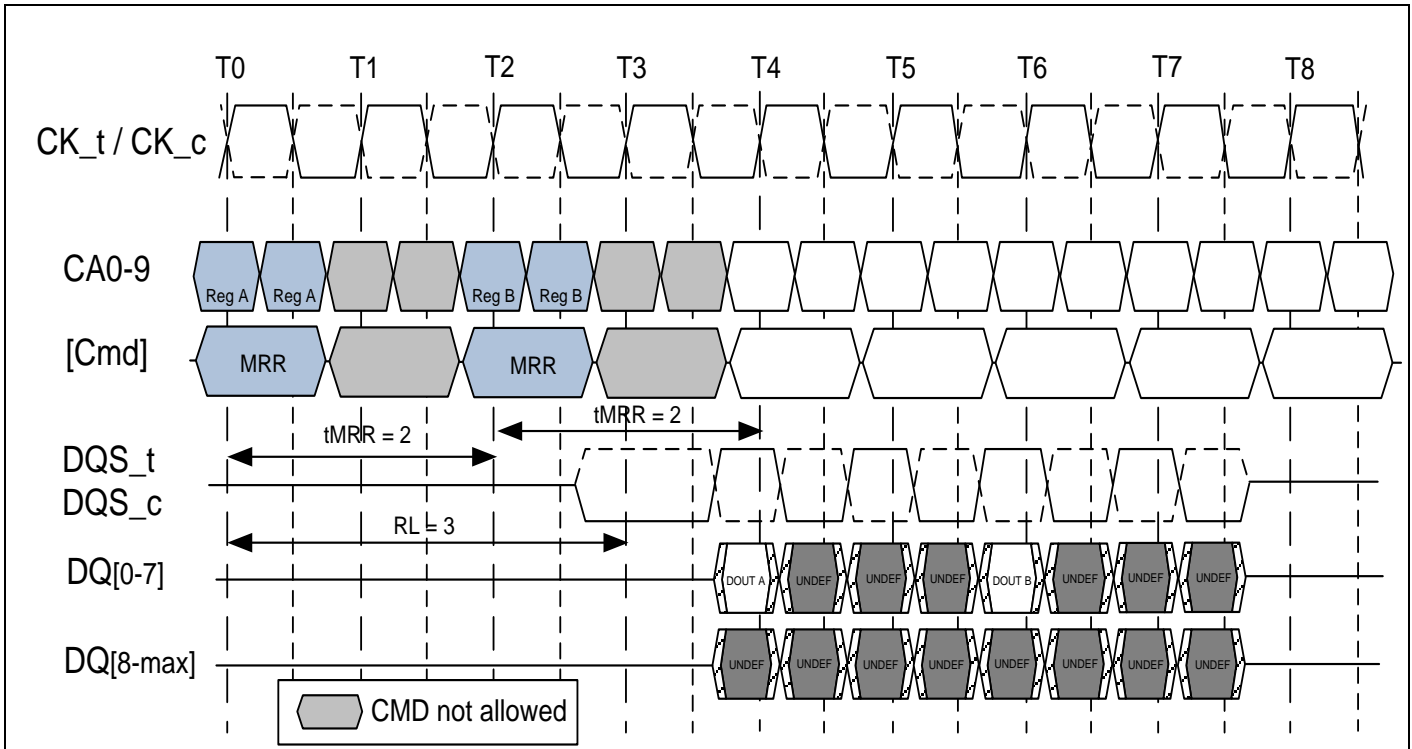 T0 T1 T2 T3 T4 T5 T6 T7 T8
CK_t / CK_c
CA0-9 Reg A Reg A Reg B Reg B
[Cmd] MRR MRR
tMRR = 2
tMRR = 2
DQS_t
DQS_c
RL = 3
DQ[0-7] DOUT A UNDEF UNDEF UNDEF DOUT B UNDEF UNDEF UNDEF
DQ[8-max] UNDEF UNDEF UNDEF UNDEF UNDEF UNDEF UNDEF UNDEF
CMD not allowed